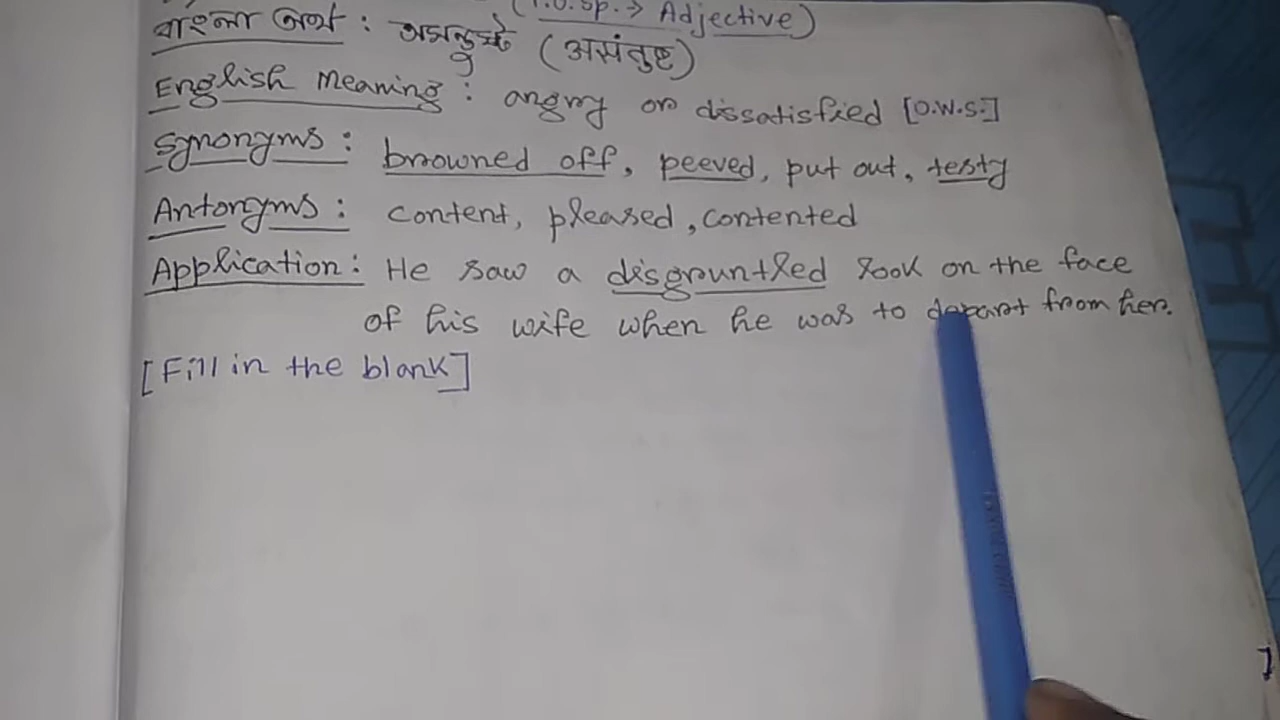 (P.O.Sp.→ Adjective)
বাংলা অর্থ : অসন্তুষ্ট (असंतुष्ट)
English Meaning : angry or dissatisfied [O.W.S.]
Synonyms : browned off, peeved, put out, testy
Antonyms : content, pleased, contented
Application : He saw a disgruntled look on the face
of his wife when he was to depart from her.
[Fill in the blank]